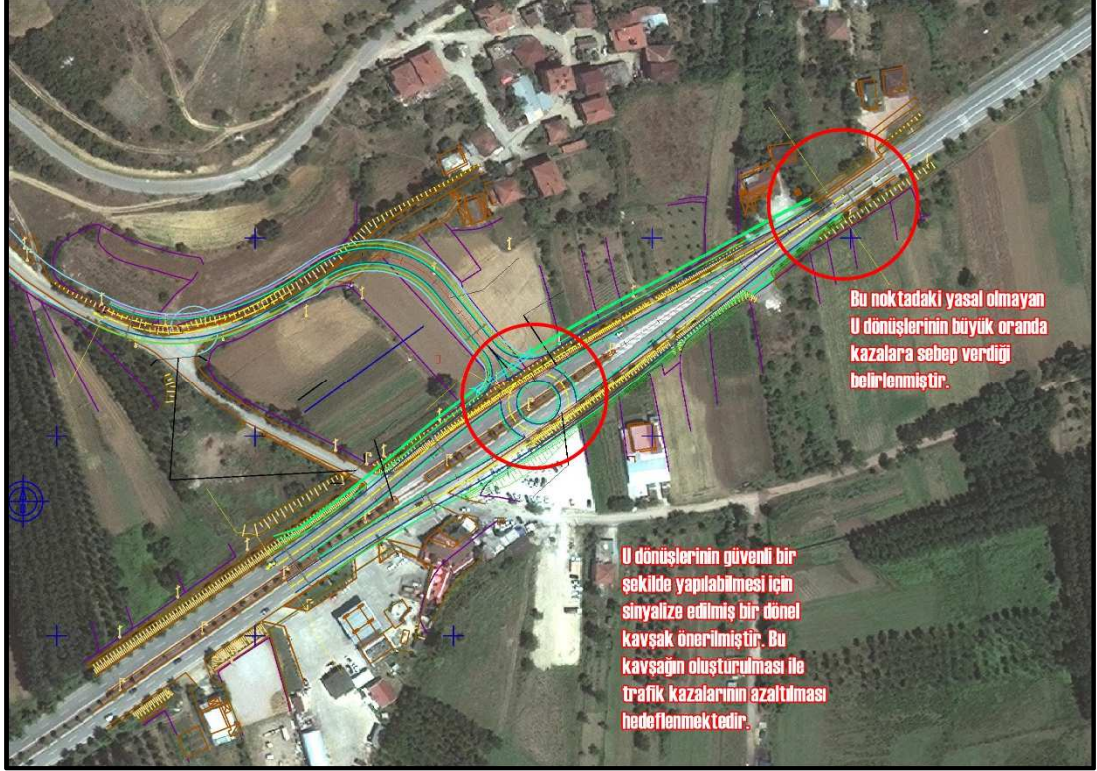 Bu noktadaki yasal olmayan
U dönüşlerinin büyük oranda
kazalara sebep verdiği
belirlenmiştir.
U dönüşlerinin güvenli bir
şekilde yapılabilmesi için
sinyalize edilmiş bir dönel
kavşak önerilmiştir. Bu
kavşağın oluşturulması ile
trafik kazalarının azaltılması
hedeflenmektedir.